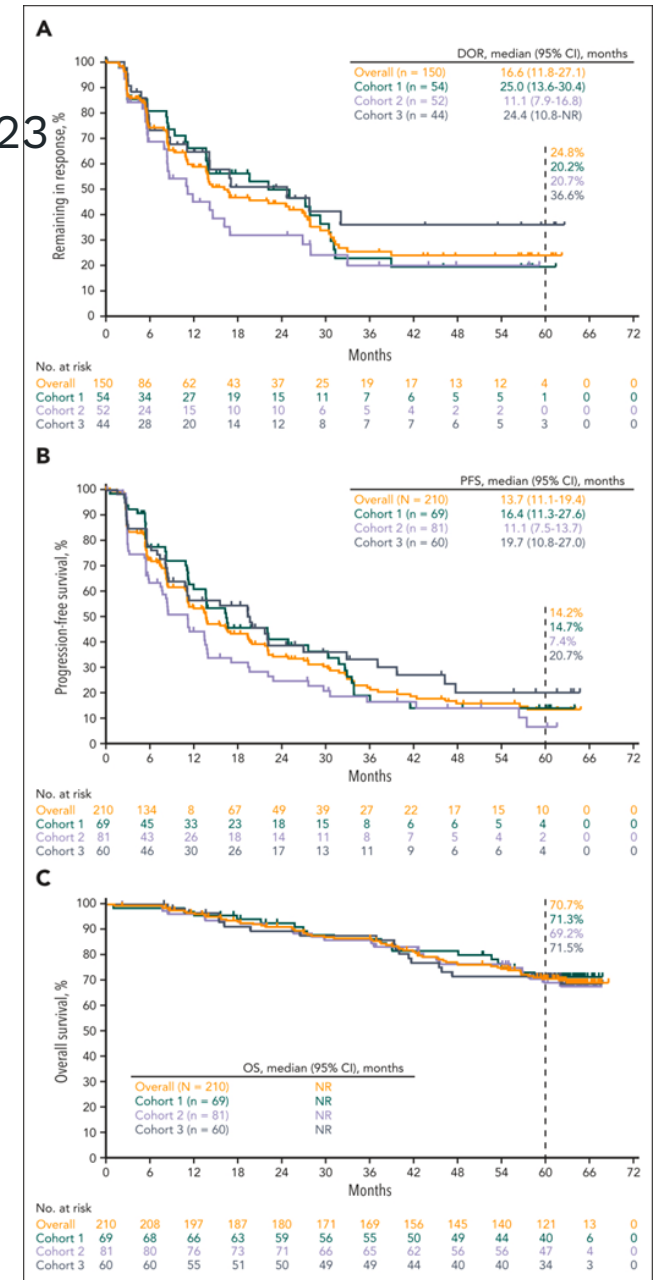 A
DOR, median (95% CI), months
Overall (n = 150) 16.6 (11.8-27.1)
Cohort 1 (n = 54) 25.0 (13.6-30.4)
Cohort 2 (n = 52) 11.1 (7.9-16.8)
Cohort 3 (n = 44) 24.4 (10.8-NR)
23
Remaining in response, %
100
90
80
70
60
50
40
30
20
10
0
24.8%
20.2%
20.7%
36.6%
0 6 12 18 24 30 36 42 48 54 60 66 72
Months
No. at risk
Overall 150 86 62 43 37 25 19 17 13 12 4 0 0
Cohort 1 54 34 27 19 15 11 7 6 5 5 1 0 0
Cohort 2 52 24 15 10 10 6 5 4 2 2 0 0 0
Cohort 3 44 28 20 14 12 8 7 7 6 5 3 0 0
B
PFS, median (95% CI), months
Overall (N = 210) 13.7 (11.1-19.4)
Cohort 1 (n = 69) 16.4 (11.3-27.6)
Cohort 2 (n = 81) 11.1 (7.5-13.7)
Cohort 3 (n = 60) 19.7 (10.8-27.0)
Progression-free survival, %
100
90
80
70
60
50
40
30
20
10
0
14.2%
14.7%
7.4%
20.7%
0 6 12 18 24 30 36 42 48 54 60 66 72
Months
No. at risk
Overall 210 134 8 67 49 39 27 22 17 15 10 0 0
Cohort 1 69 45 33 23 18 15 8 6 6 5 4 0 0
Cohort 2 81 43 26 18 14 11 8 7 5 4 2 0 0
Cohort 3 60 46 30 26 17 13 11 9 6 6 4 0 0
C
Overall survival, %
100
90
80
70
60
50
40
30
20
10
0
70.7%
71.3%
69.2%
71.5%
OS, median (95% CI), months
Overall (N = 210) NR
Cohort 1 (n = 69) NR
Cohort 2 (n = 81) NR
Cohort 3 (n = 60) NR
0 6 12 18 24 30 36 42 48 54 60 66 72
Months
No. at risk
Overall 210 208 197 187 180 171 169 156 145 140 121 13 0
Cohort 1 69 68 66 63 59 56 55 50 49 44 40 6 0
Cohort 2 81 80 76 73 71 66 65 62 56 56 47 4 0
Cohort 3 60 60 55 51 50 49 49 44 40 40 34 3 0